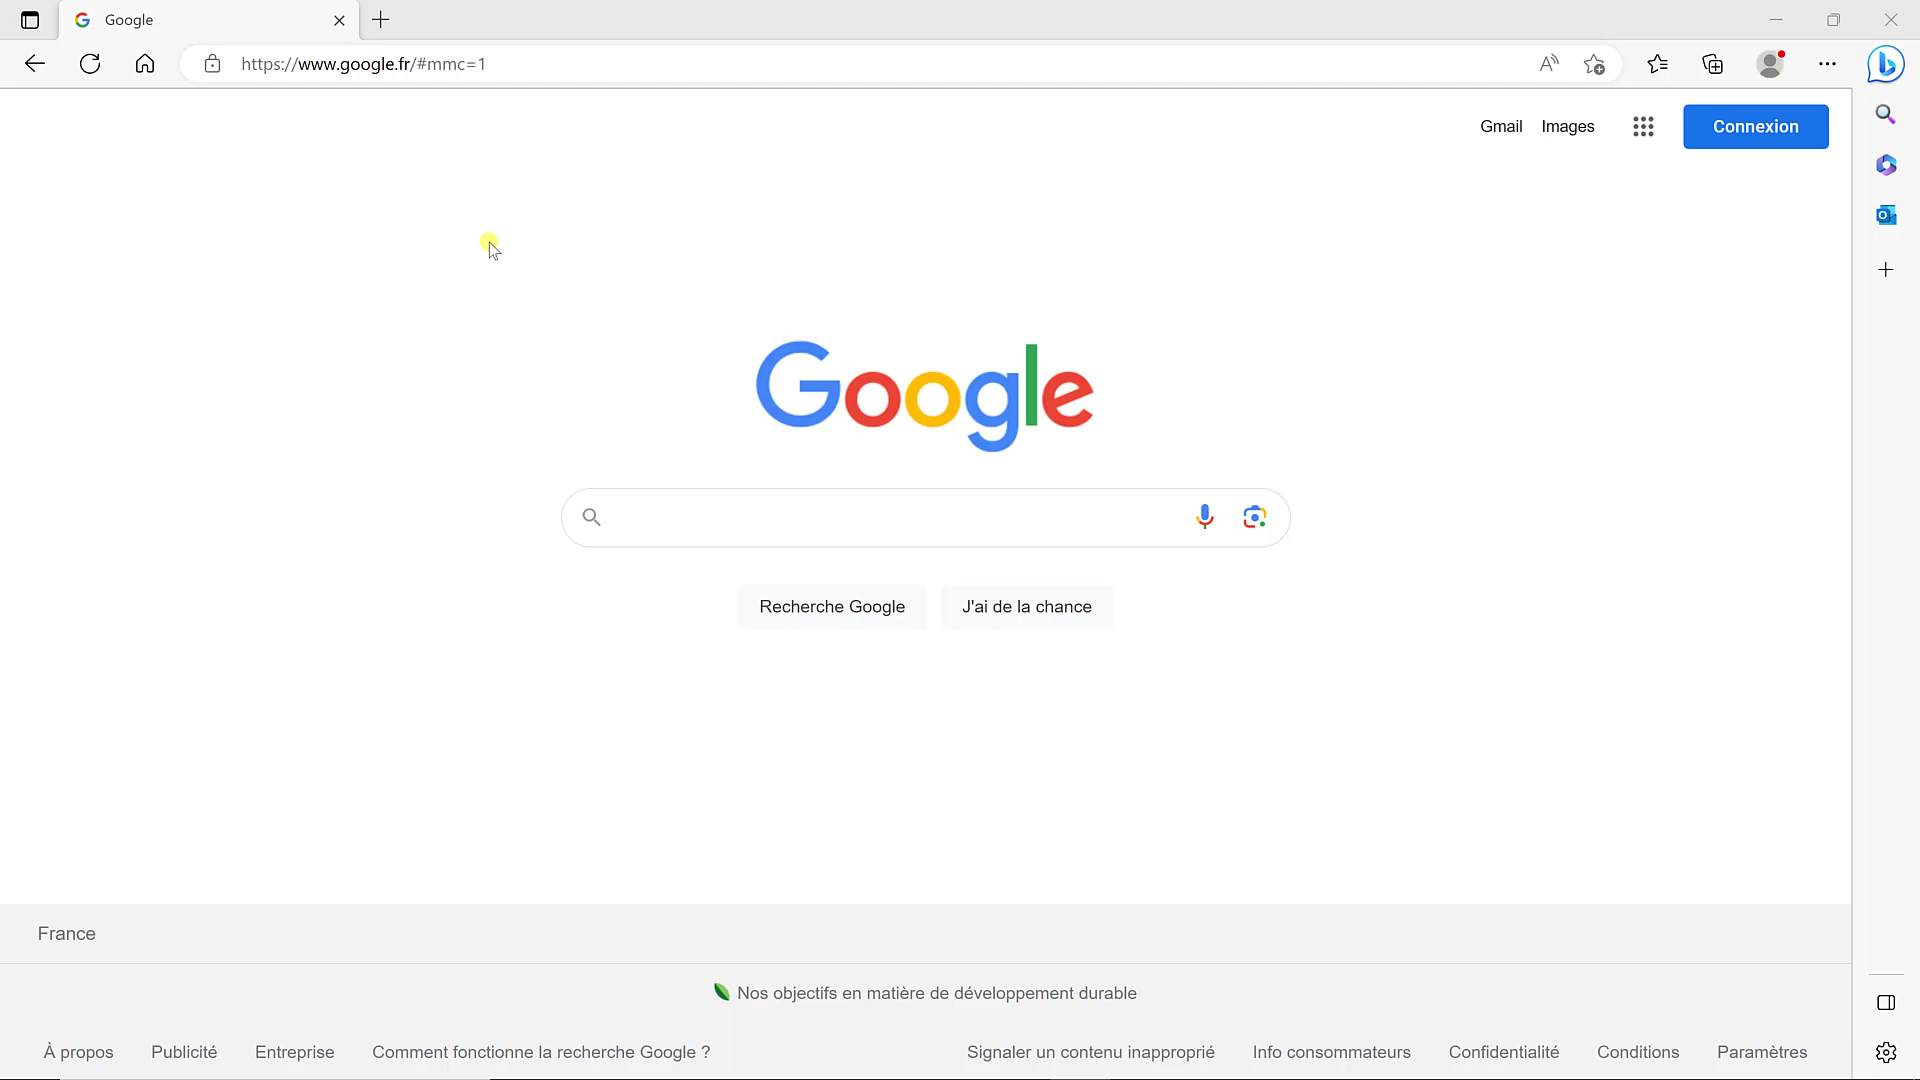 Google
https://www.google.fr/#mmc=1
Gmail Images Connexion
Google
Recherche Google J'ai de la chance
France
Nos objectifs en matière de développement durable
À propos Publicité Entreprise Comment fonctionne la recherche Google ? Signaler un contenu inapproprié Info consommateurs Confidentialité Conditions Paramètres